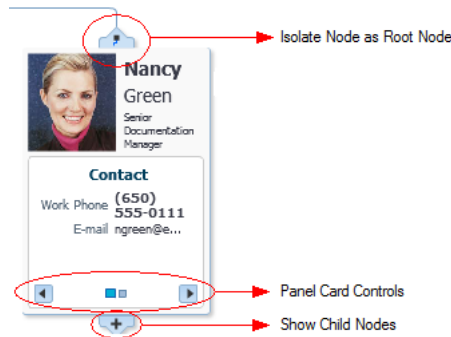 Isolate Node as Root Node
Nancy
Green
Senior
Documentation
Manager
Contact
Work Phone (650)
555-0111
E-mail ngreen@e...
Panel Card Controls
Show Child Nodes